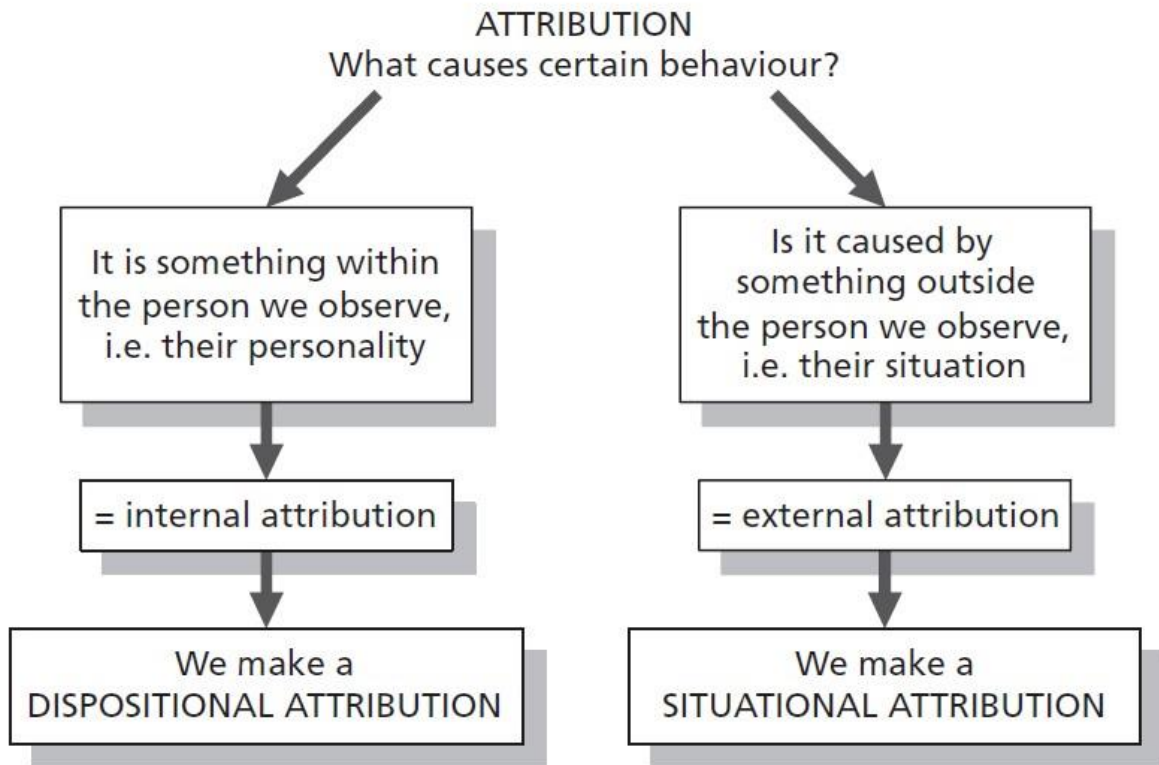 ATTRIBUTION
What causes certain behaviour?
It is something within
the person we observe,
i.e. their personality
= internal attribution
We make a
DISPOSITIONAL ATTRIBUTION
Is it caused by
something outside
the person we observe,
i.e. their situation
= external attribution
We make a
SITUATIONAL ATTRIBUTION